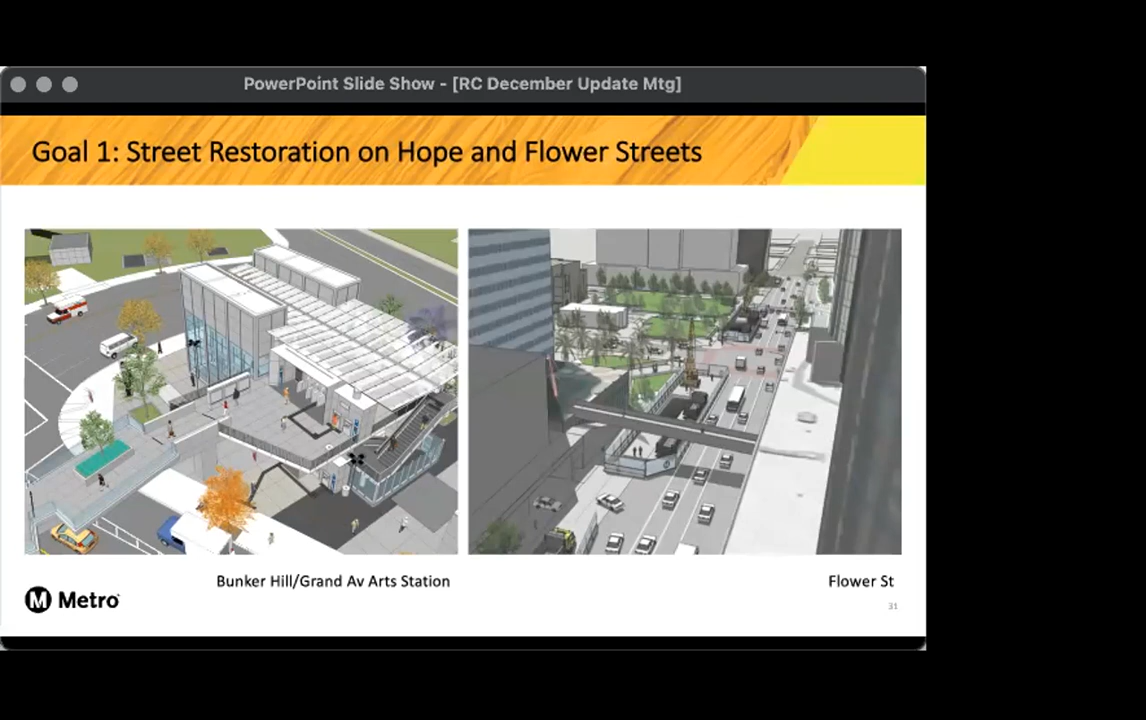 PowerPoint Slide Show - [RC December Update Mtg]
Goal 1: Street Restoration on Hope and Flower Streets
Bunker Hill/Grand Av Arts Station
Flower St
M Metro
31